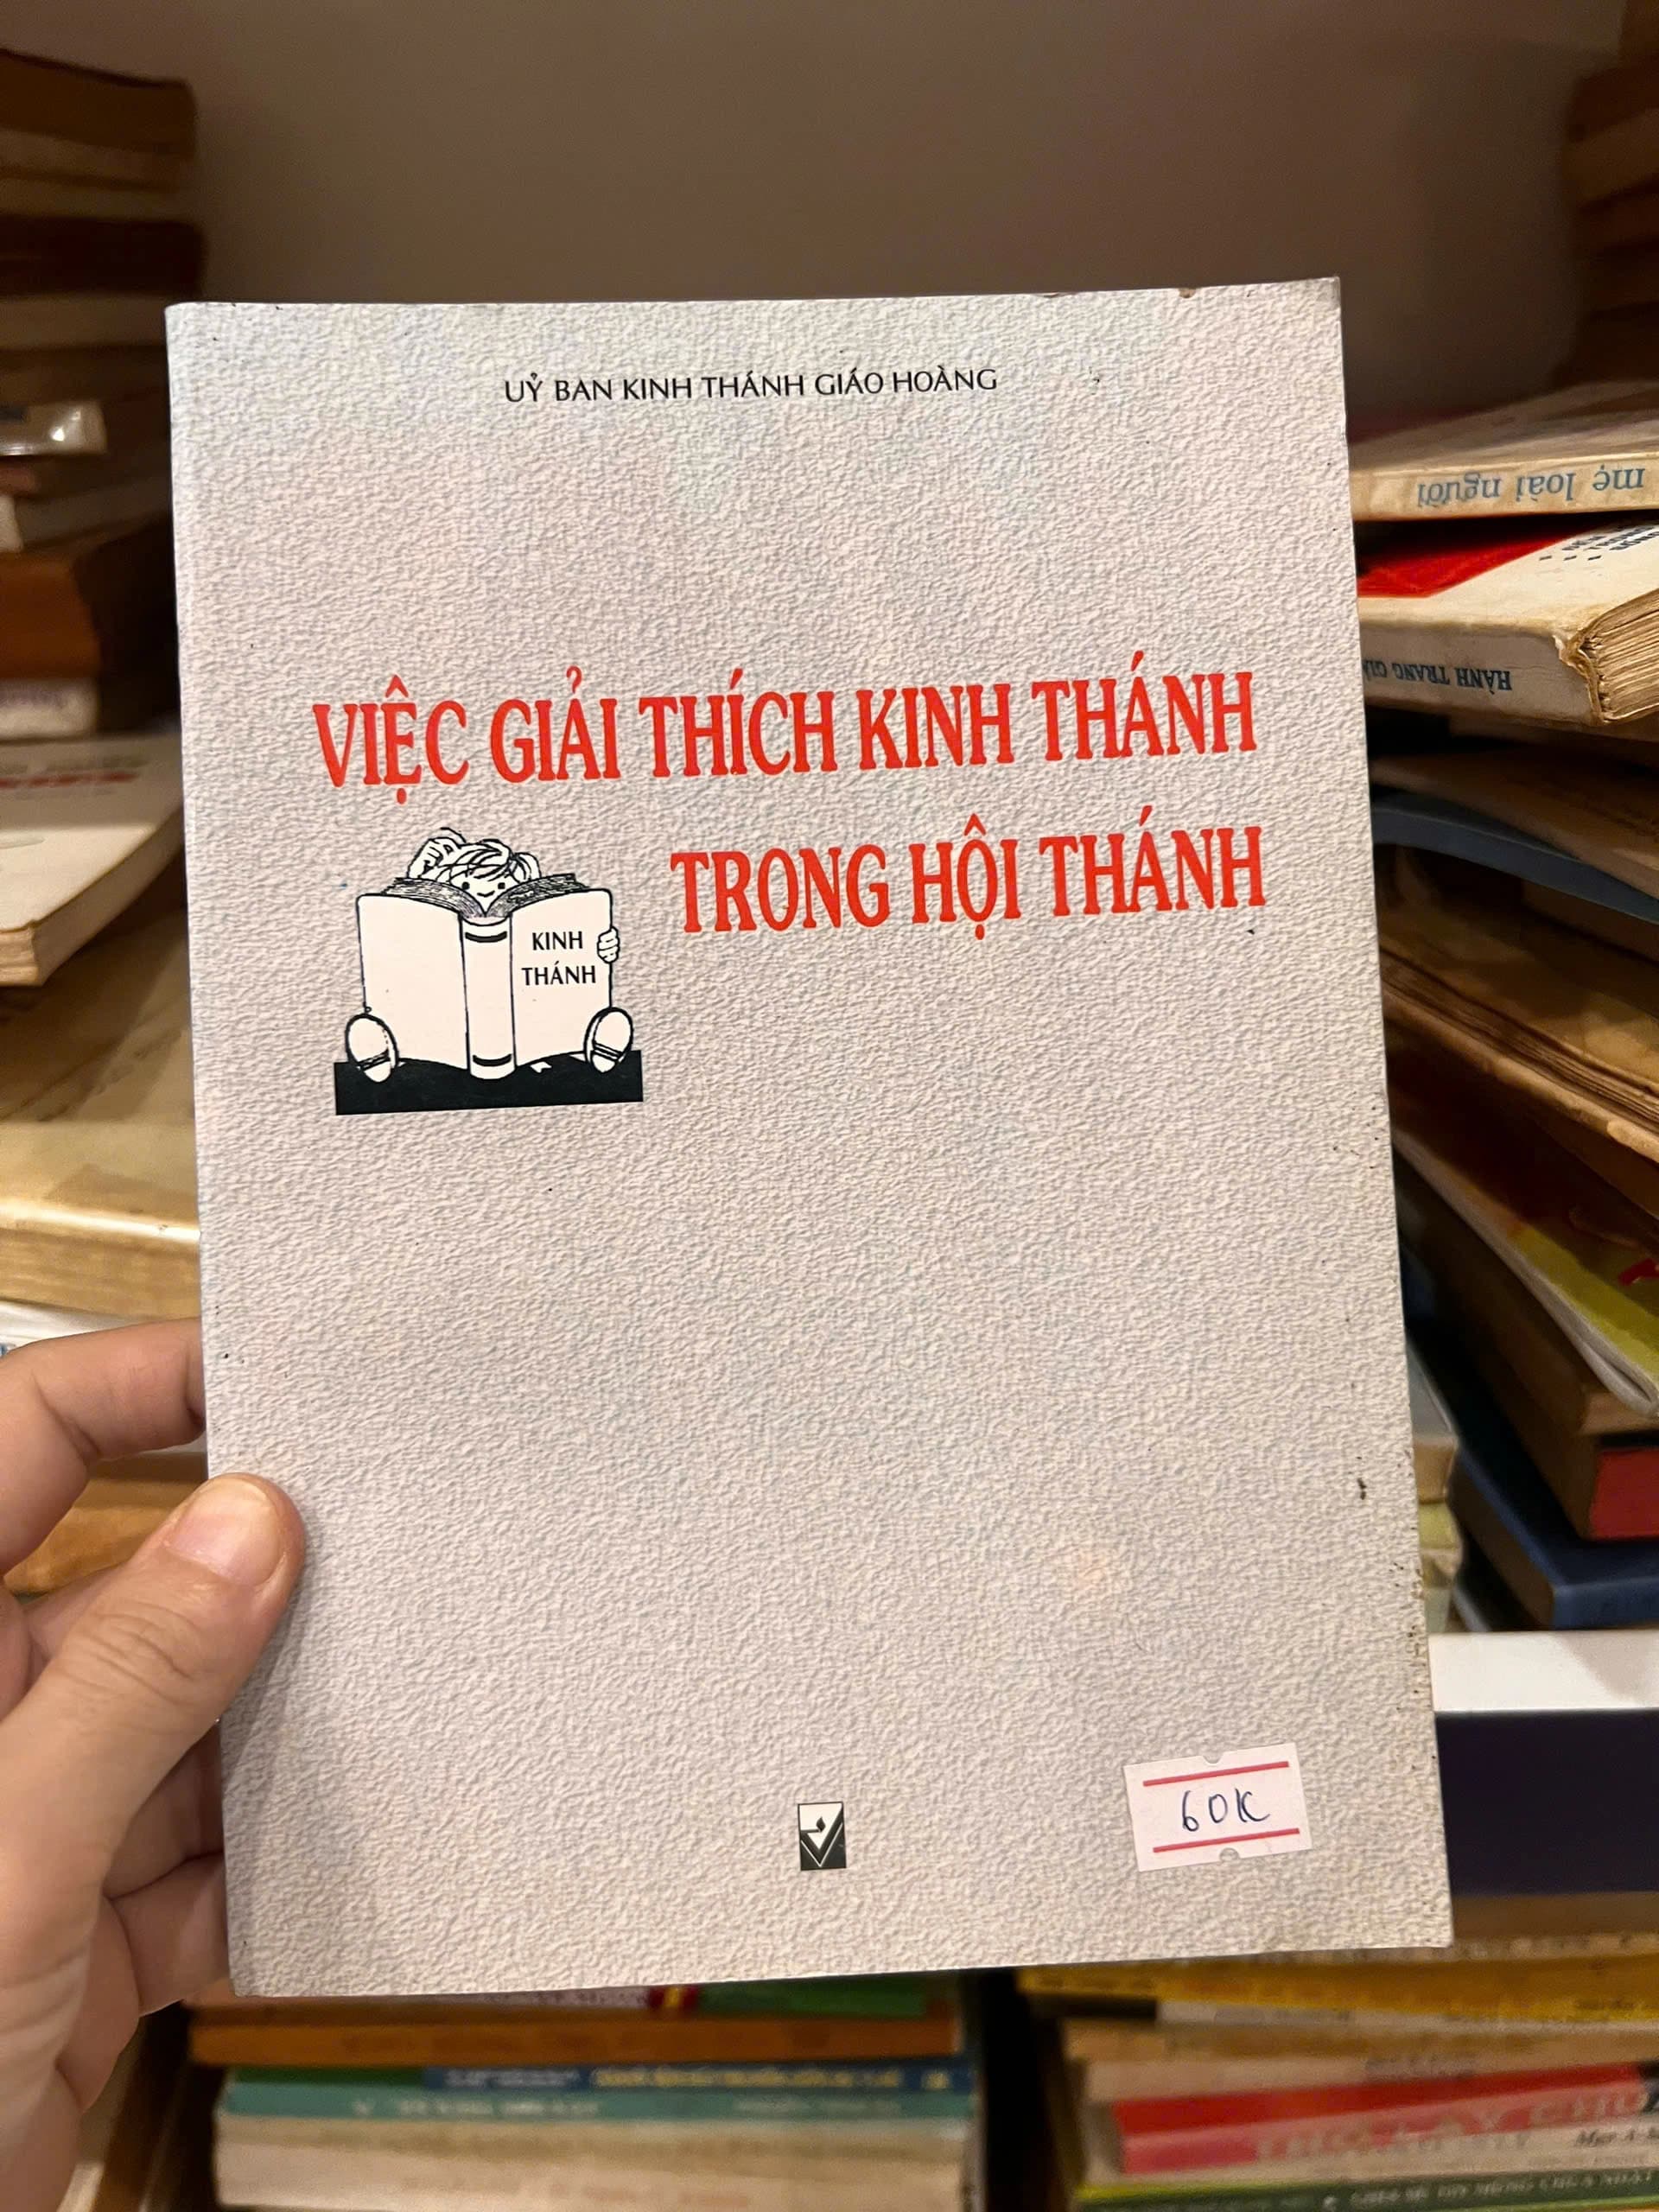 UỶ BAN KINH THÁNH GIÁO HOÀNG
VIỆC GIẢI THÍCH KINH THÁNH
TRONG HỘI THÁNH
KINH
THÁNH
60K
mẹ loài người
HÀNH TRANG